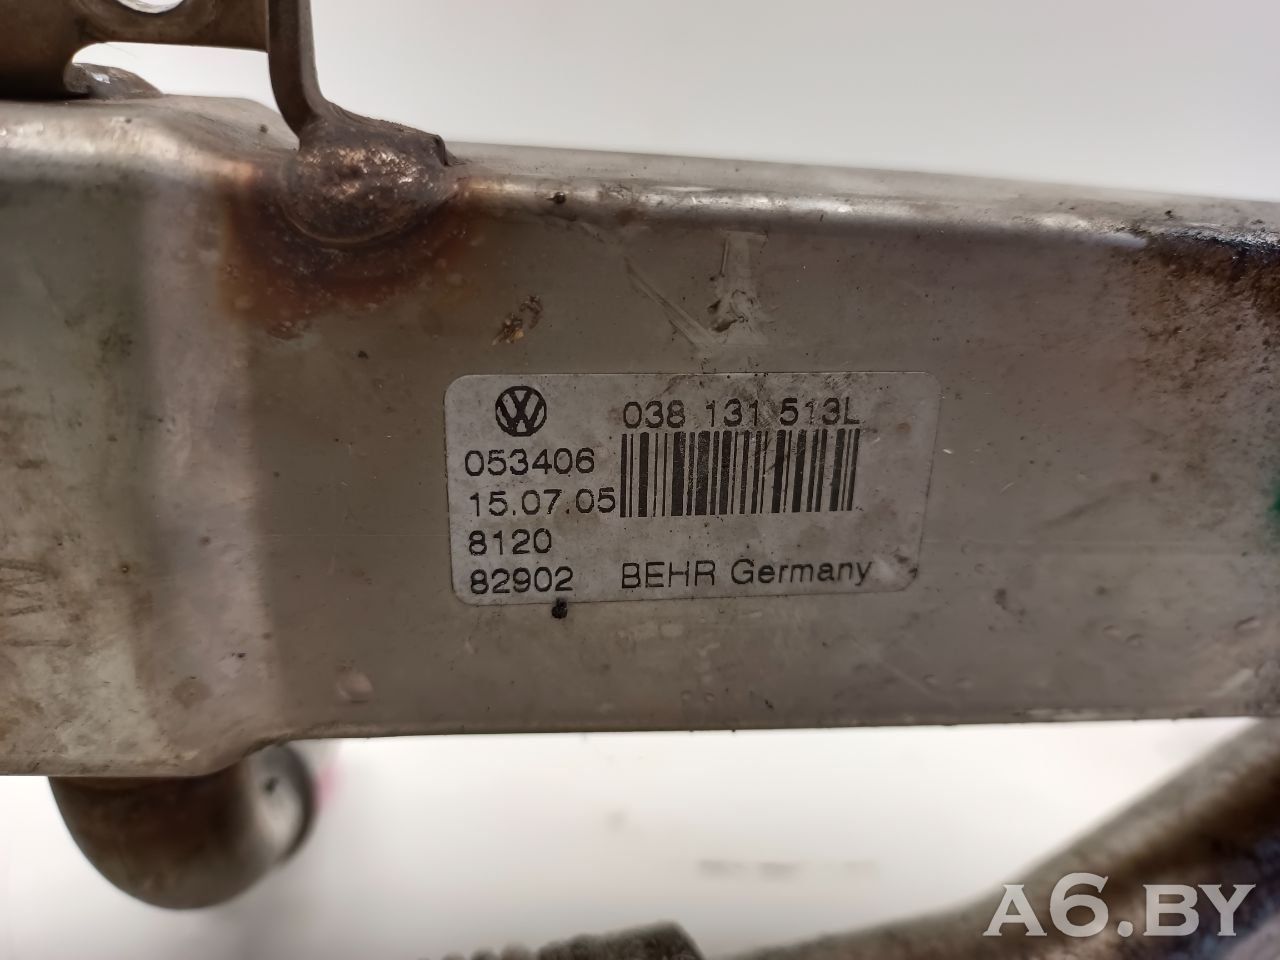 038 131 513L
053406
15.07.05
8120
82902 BEHR Germany
A6.BY